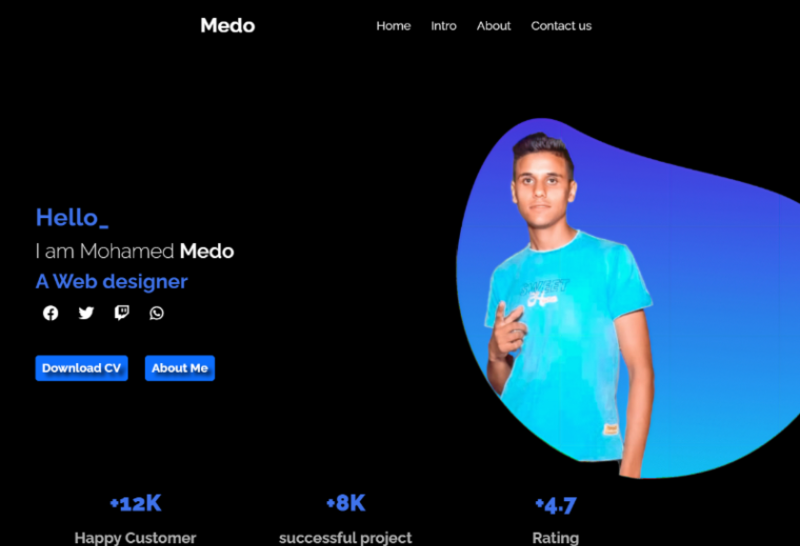 Medo
Home Intro About Contact us
Hello_
I am Mohamed Medo
A Web designer
Download CV About Me
+12K +8K +4.7
Happy Customer successful project Rating